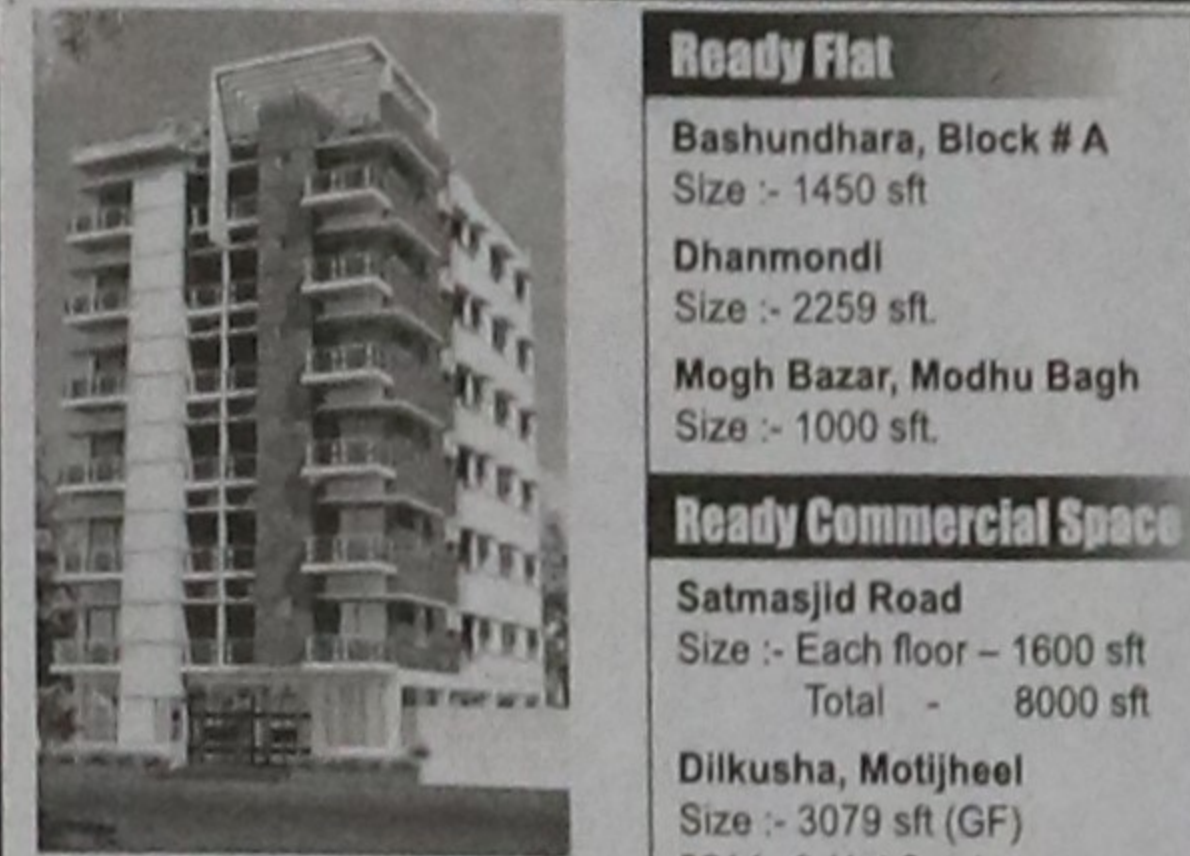 Ready Flat
Bashundhara, Block # A
Size :- 1450 sft
Dhanmondi
Size :- 2259 sft.
Mogh Bazar, Modhu Bagh
Size :- 1000 sft.
Ready Commercial Space
Satmasjid Road
Size :- Each floor – 1600 sft
Total - 8000 sft
Dilkusha, Motijheel
Size :- 3079 sft (GF)